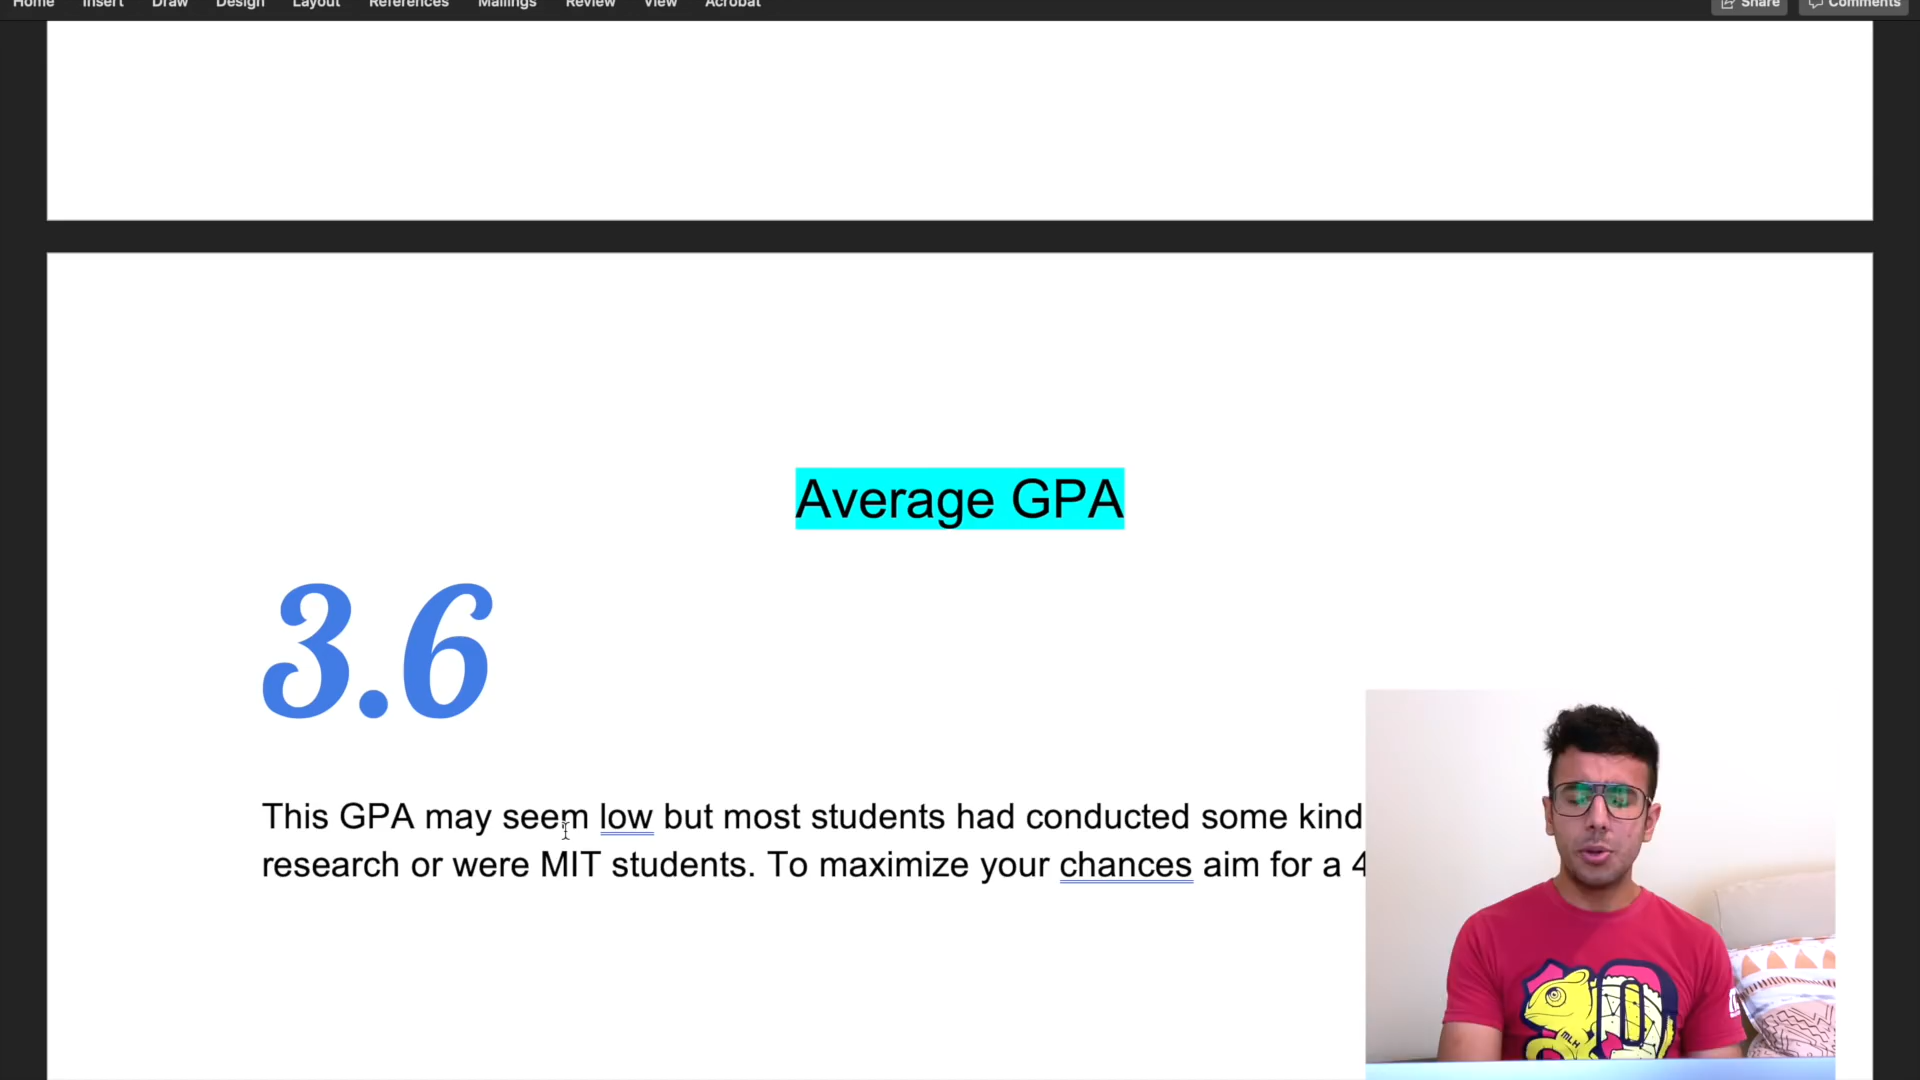 Home Insert Draw Design Layout References Mailings Review View Acrobat Share Comments
Average GPA
3.6
This GPA may seem low but most students had conducted some kind
research or were MIT students. To maximize your chances aim for a 4
MLH